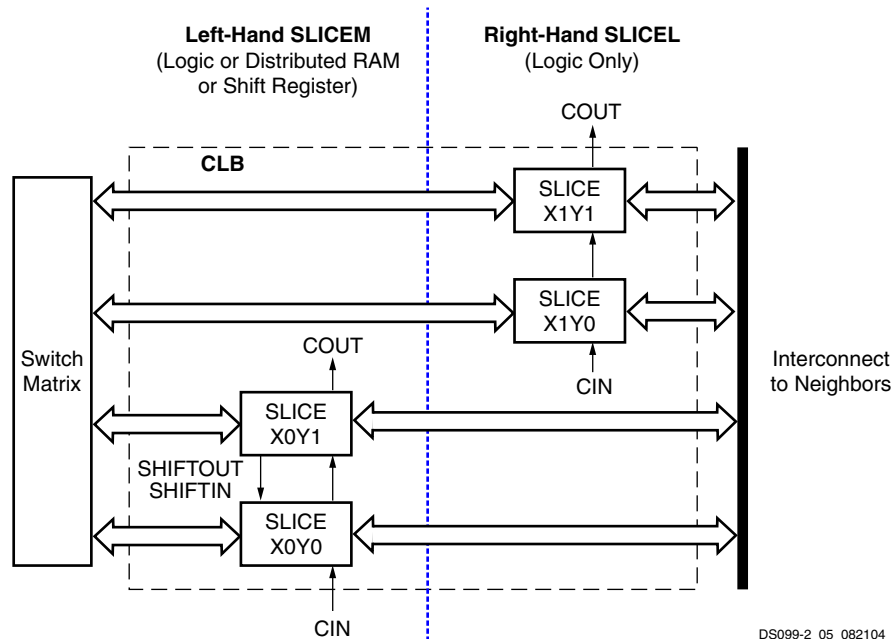 Left-Hand SLICEM
(Logic or Distributed RAM
or Shift Register)
Right-Hand SLICEL
(Logic Only)
COUT
CLB
SLICE
X1Y1
SLICE
X1Y0
COUT
CIN
Switch
Matrix
Interconnect
to Neighbors
SLICE
X0Y1
SHIFTOUT
SHIFTIN
SLICE
X0Y0
CIN
DS099-2_05_082104